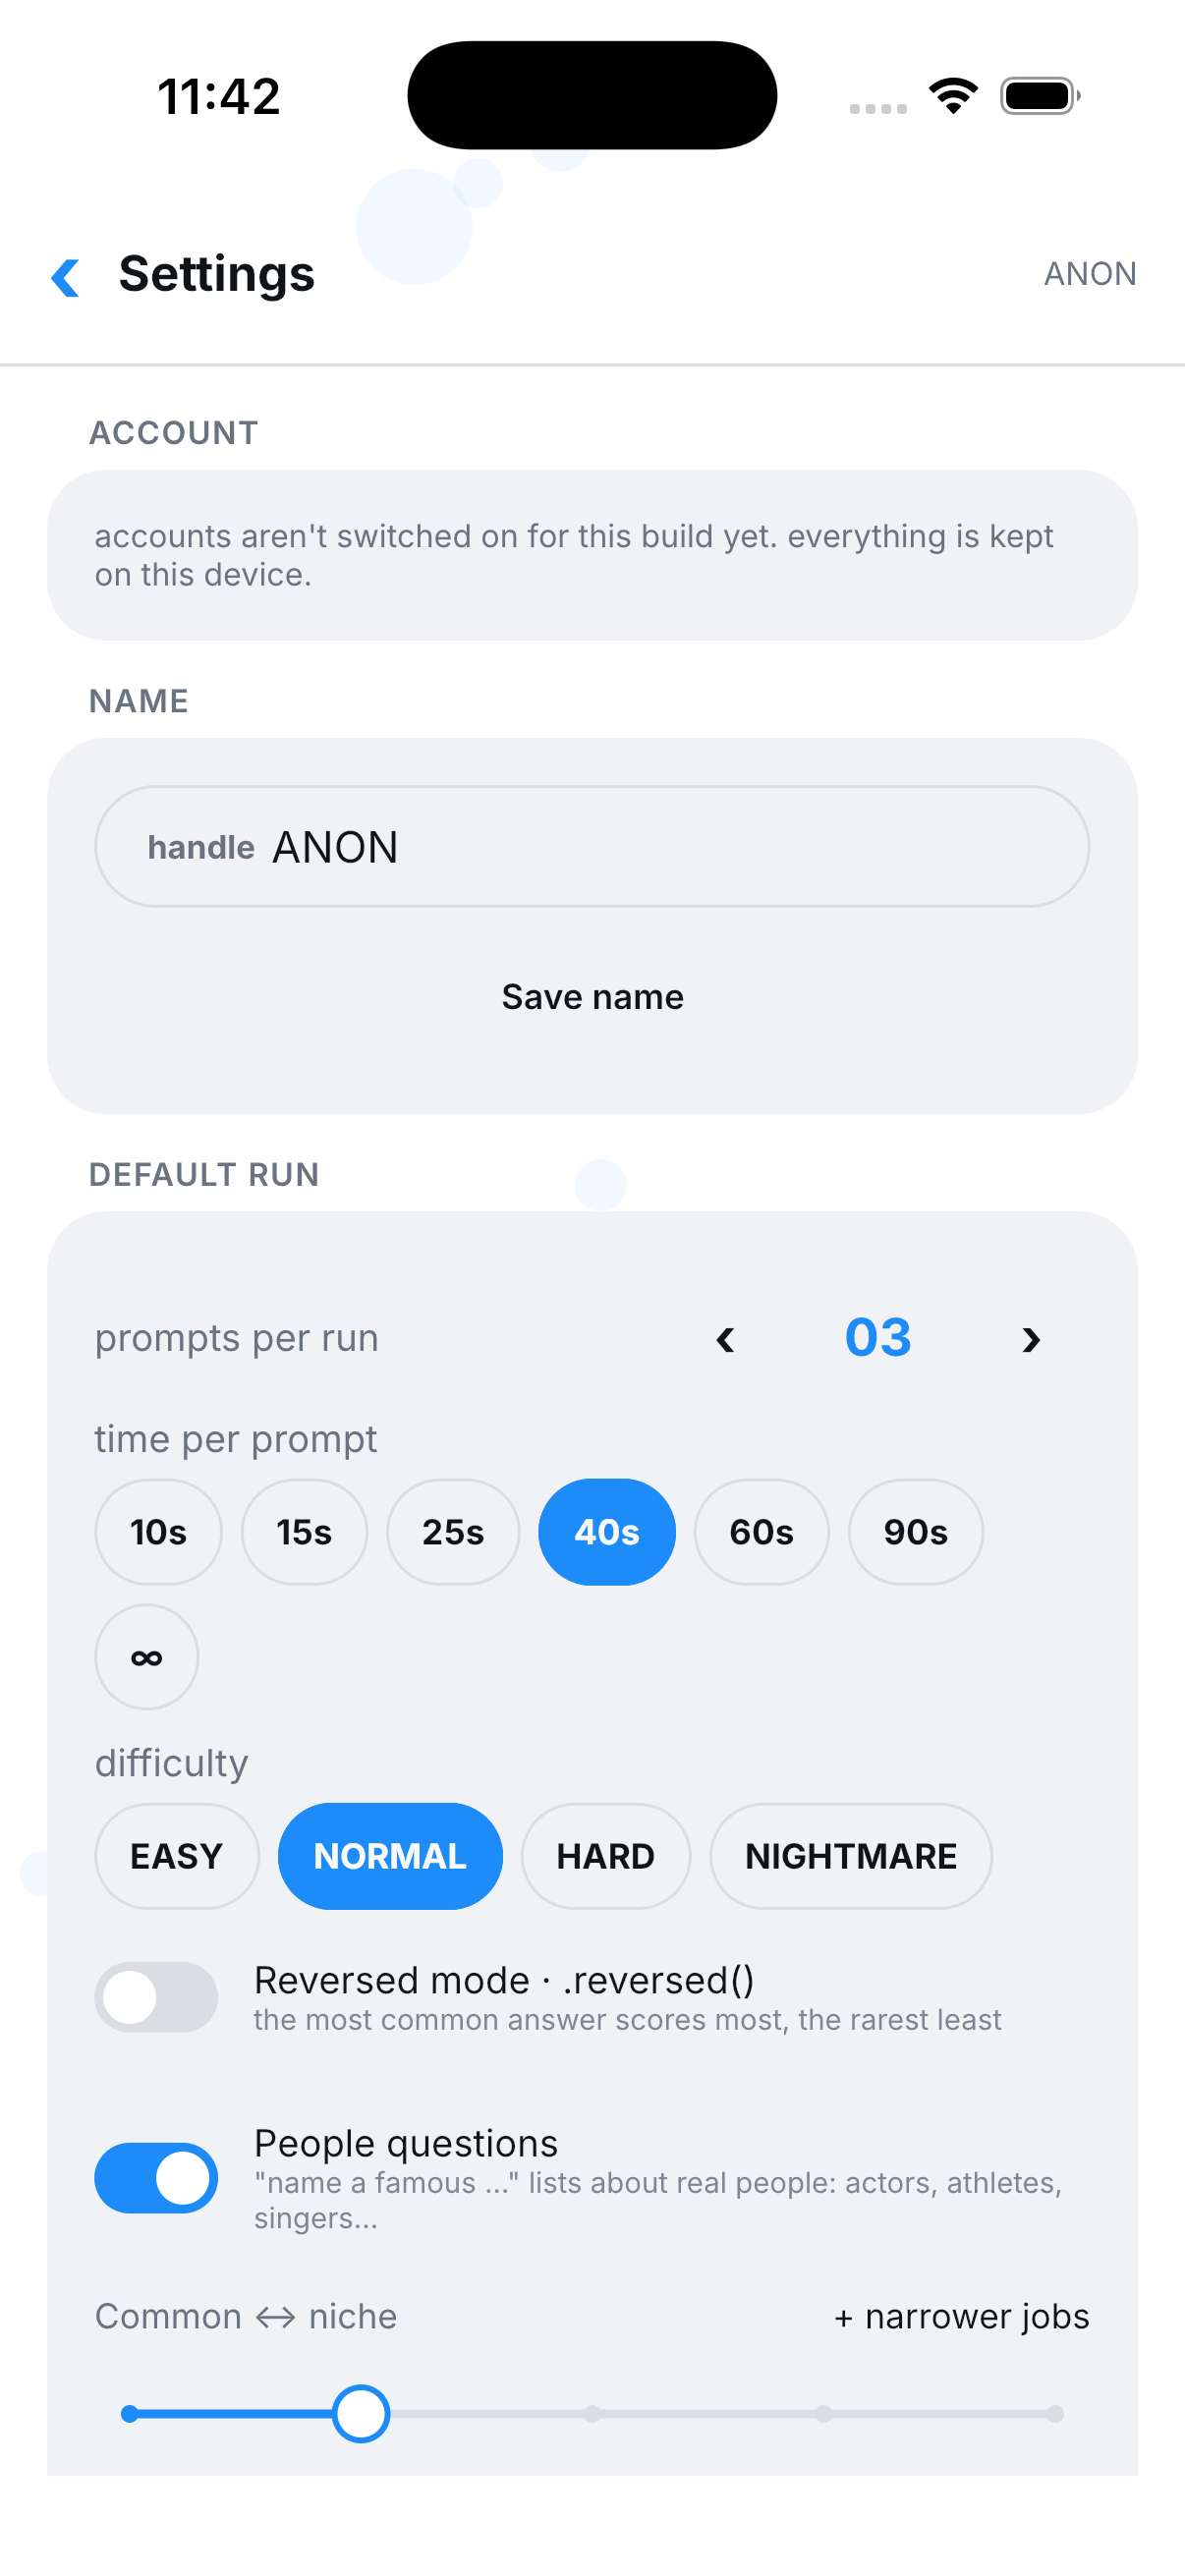 11:42
‹ Settings ANON
ACCOUNT
accounts aren't switched on for this build yet. everything is kept
on this device.
NAME
handle ANON
Save name
DEFAULT RUN
prompts per run ‹ 03 ›
time per prompt
10s 15s 25s 40s 60s 90s
∞
difficulty
EASY NORMAL HARD NIGHTMARE
Reversed mode · .reversed()
the most common answer scores most, the rarest least
People questions
"name a famous ..." lists about real people: actors, athletes,
singers...
Common ↔ niche + narrower jobs